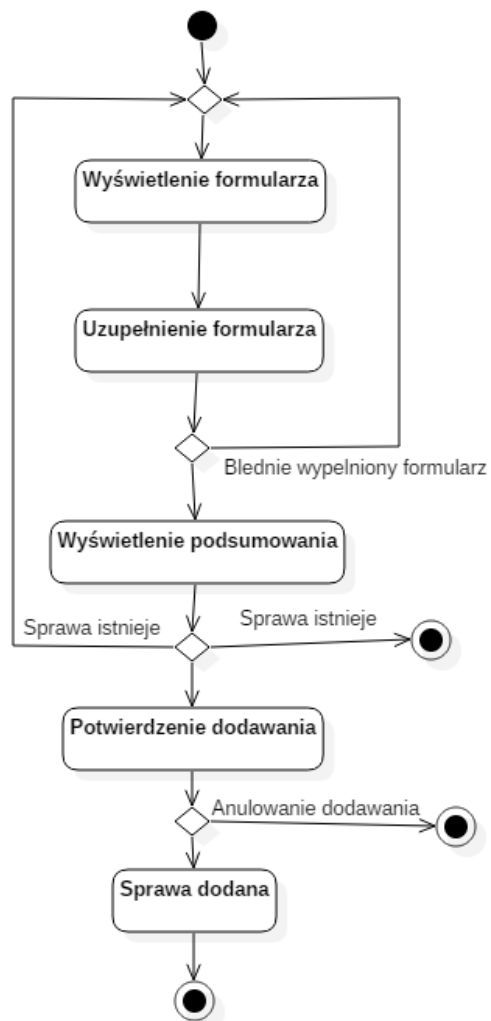 Wyświetlenie formularza
Uzupełnienie formularza
Blednie wypelniony formularz
Wyświetlenie podsumowania
Sprawa istnieje
Sprawa istnieje
Potwierdzenie dodawania
Anulowanie dodawania
Sprawa dodana